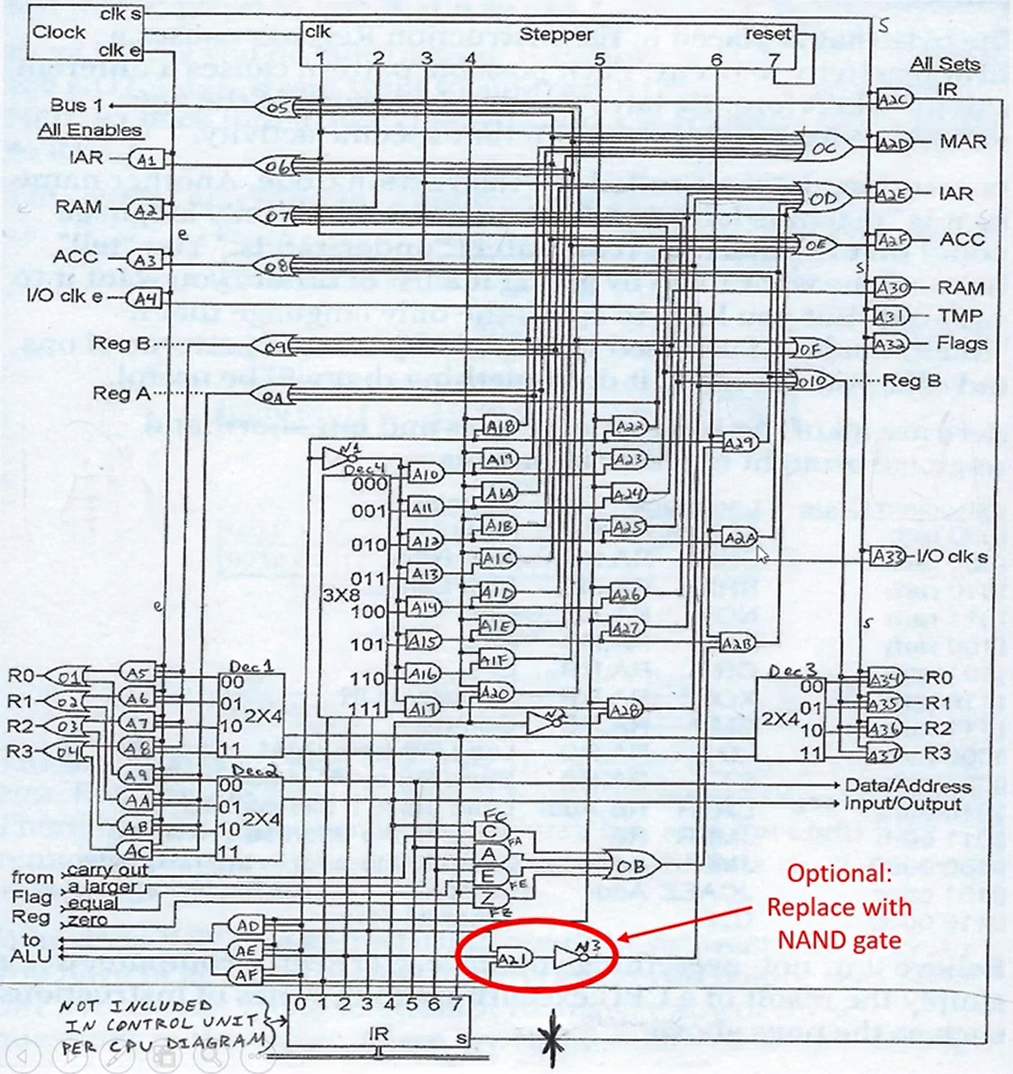 clk s
Clock
clk e
clk Stepper reset
1 2 3 4 5 6 7
s
All Sets
IR
A2C
Bus 1
O5
All Enables
OC
A2D
MAR
IAR
A1
O6
OD
A2E
IAR
RAM
A2
O7
e
OE
A2F
ACC
ACC
A3
O8
s
A30
RAM
I/O clk e
A4
A31
TMP
Reg B
O9
OF
A32
Flags
Reg A
OA
O10
Reg B
A18
A22
A29
N1
Dec4
A19
A23
000
A10
A1A
A24
001
A11
A1B
A25
010
A12
A2A
A1C
A33
I/O clk s
011
A13
3X8
A1D
A26
100
A14
A1E
A27
s
101
A15
A2B
A1F
110
A16
A20
A28
111
A17
N2
e
R0
O1
A5
Dec1
00
R1
O2
A6
01
R2
O3
A7
2X4
10
R3
O4
A8
11
Dec3
00
A34
R0
01
A35
R1
2X4
10
A36
R2
11
A37
R3
A9
Dec2
00
AA
01
AB
2X4
10
AC
11
Data/Address
Input/Output
FC
C
FA
A
OB
E
FE
Z
FZ
from
carry out
a larger
Flag
equal
Reg
zero
to
ALU
AD
AE
AF
A21
N3
Optional:
Replace with
NAND gate
0 1 2 3 4 5 6 7
IR
s
NOT INCLUDED
IN CONTROL UNIT
PER CPU DIAGRAM